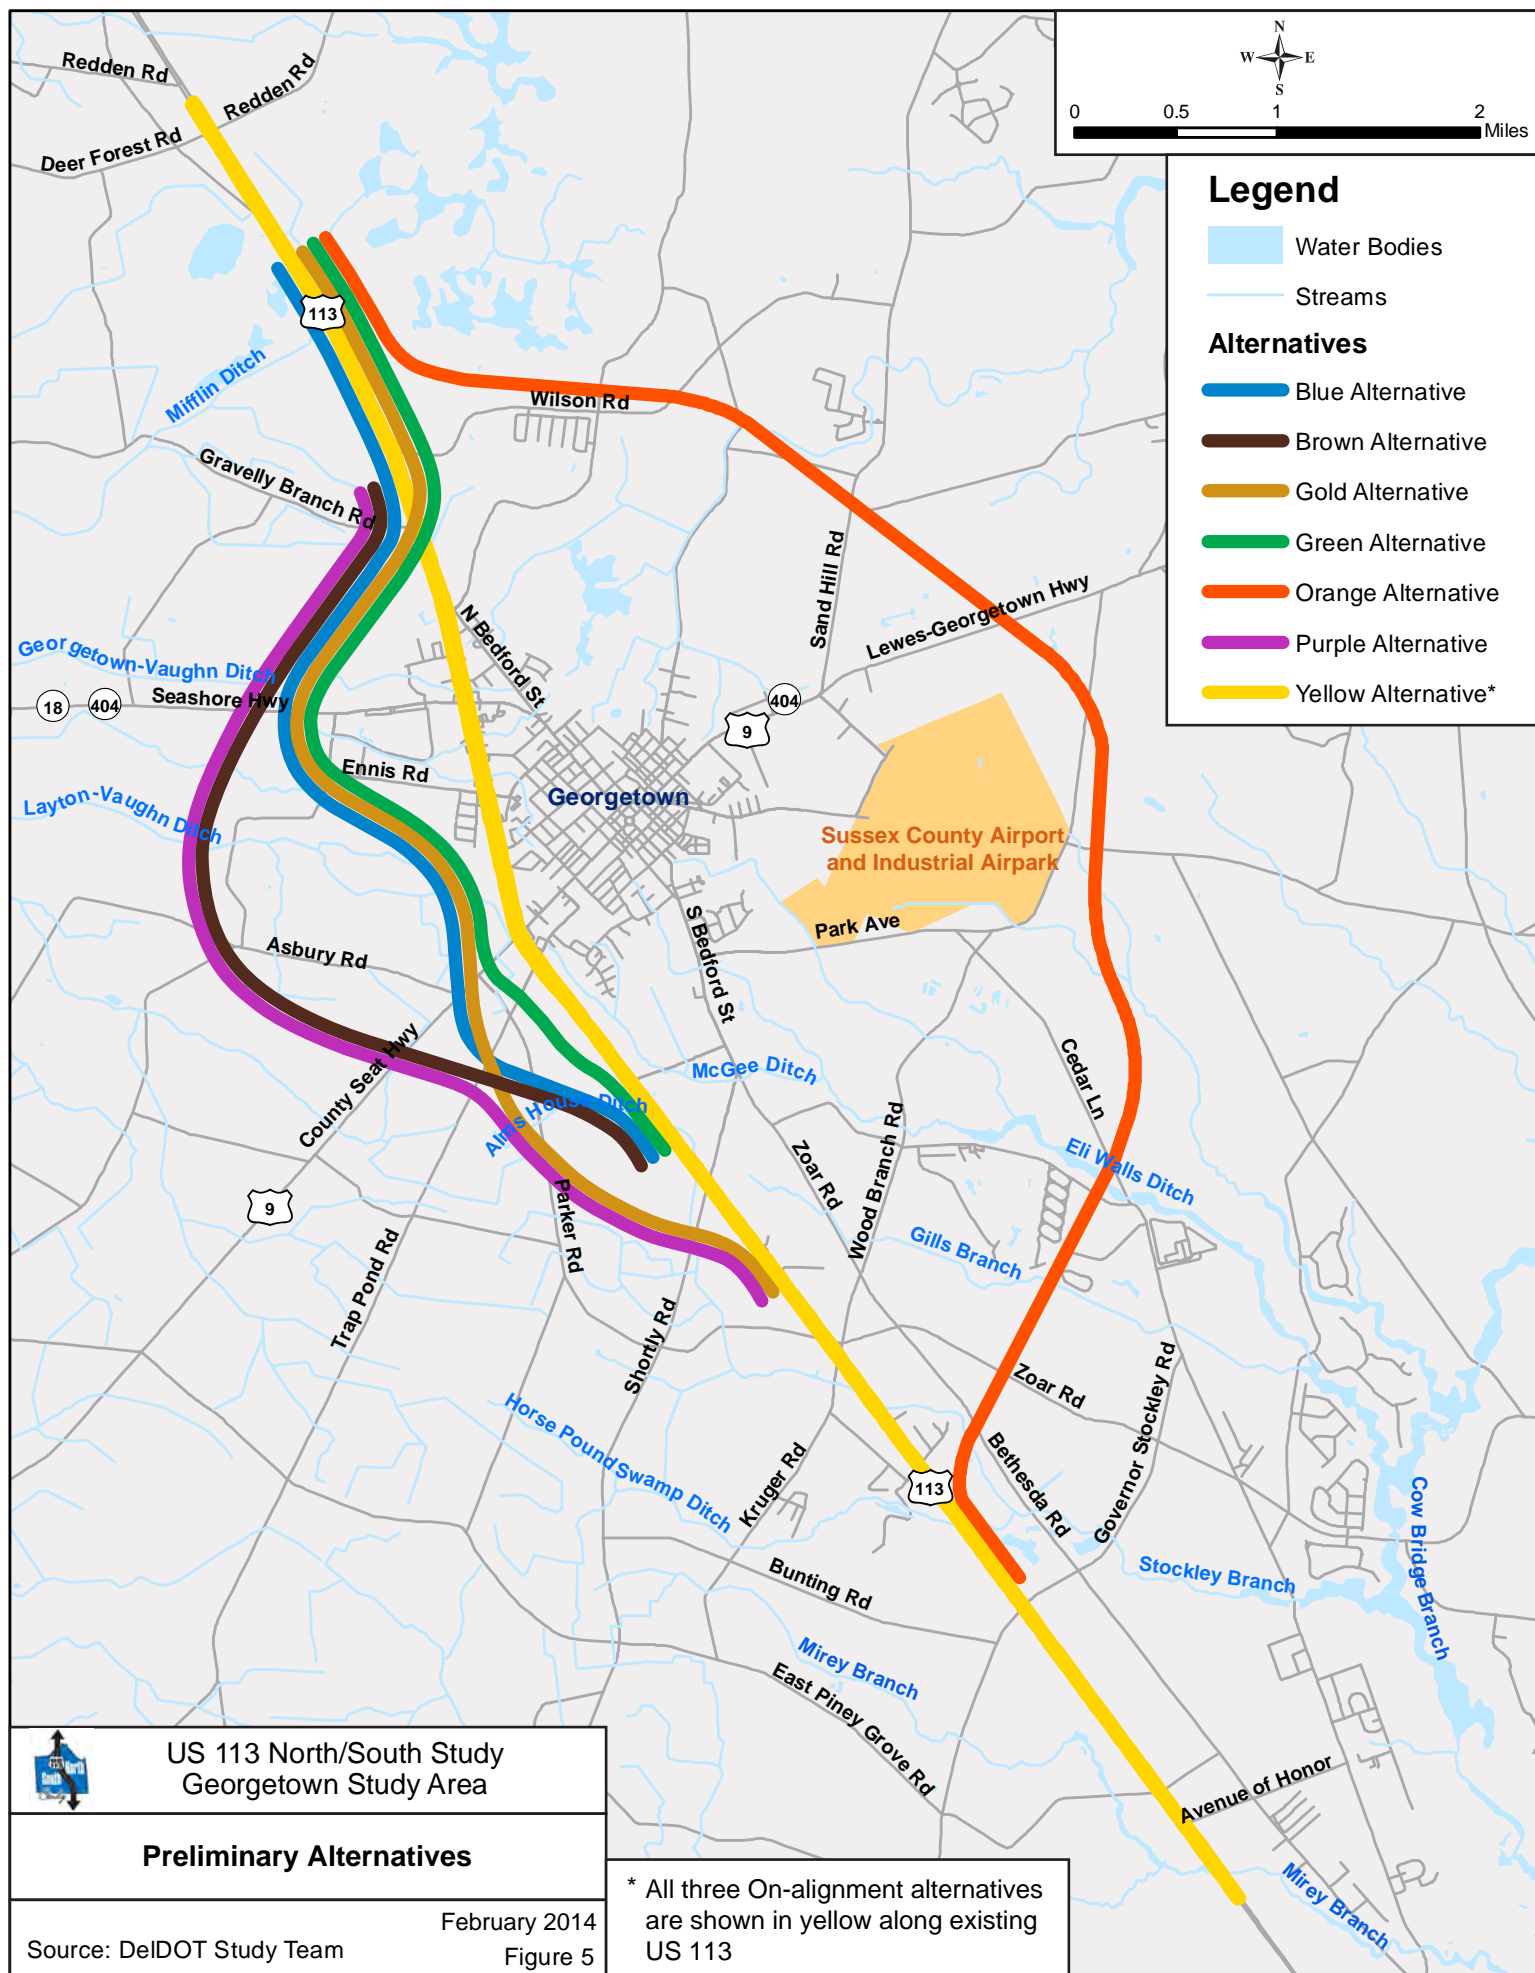 Redden Rd
Redden Rd
Deer Forest Rd
N
W E
S
0 0.5 1 2
Miles
Legend
Water Bodies
Streams
Alternatives
Blue Alternative
Brown Alternative
Gold Alternative
Green Alternative
Orange Alternative
Purple Alternative
Yellow Alternative*
113
Mifflin Ditch
Wilson Rd
Gravelly Branch Rd
Sand Hill Rd
Lewes-Georgetown Hwy
N Bedford St
Georgetown-Vaughn Ditch
Seashore Hwy
18
404
404
9
Ennis Rd
Georgetown
Layton-Vaughn Ditch
Sussex County Airport
and Industrial Airpark
Park Ave
S Bedford St
Asbury Rd
County Seat Hwy
McGee Ditch
Cedar Ln
Alms House Ditch
Zoar Rd
Wood Branch Rd
Eli Walls Ditch
9
Parker Rd
Gills Branch
Trap Pond Rd
Shortly Rd
Zoar Rd
Governor Stockley Rd
Horse Pound Swamp Ditch
Kruger Rd
113
Bethesda Rd
Cow Bridge Branch
Bunting Rd
Stockley Branch
Mirey Branch
East Piney Grove Rd
Avenue of Honor
Mirey Branch
US 113 North/South Study
Georgetown Study Area
Preliminary Alternatives
February 2014
Source: DelDOT Study Team
Figure 5
* All three On-alignment alternatives
are shown in yellow along existing
US 113